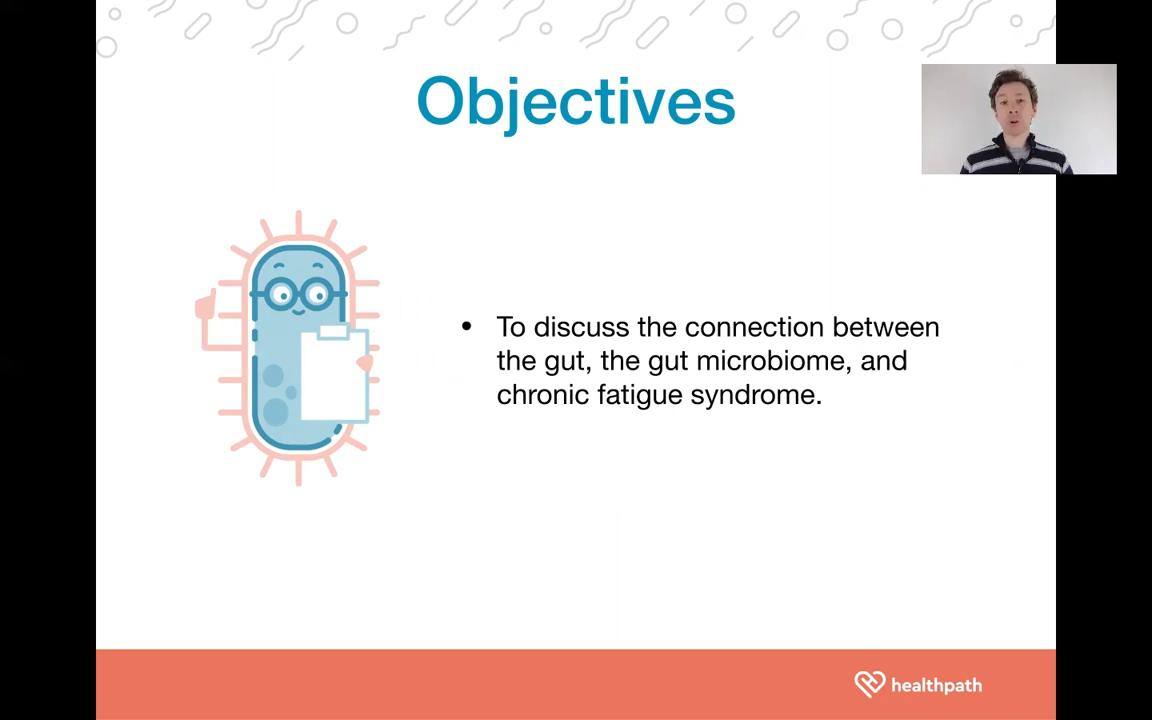 Objectives
• To discuss the connection between
the gut, the gut microbiome, and
chronic fatigue syndrome.
healthpath